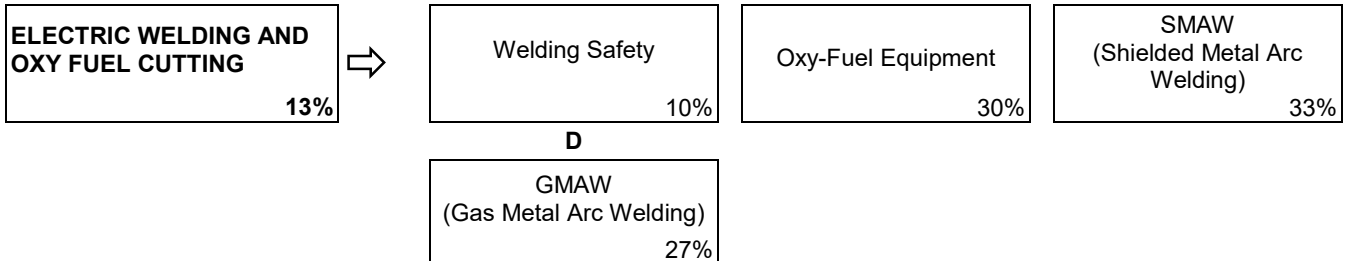 ELECTRIC WELDING AND
OXY FUEL CUTTING
13%
Welding Safety
10%
Oxy-Fuel Equipment
30%
SMAW
(Shielded Metal Arc
Welding)
33%
D
GMAW
(Gas Metal Arc Welding)
27%